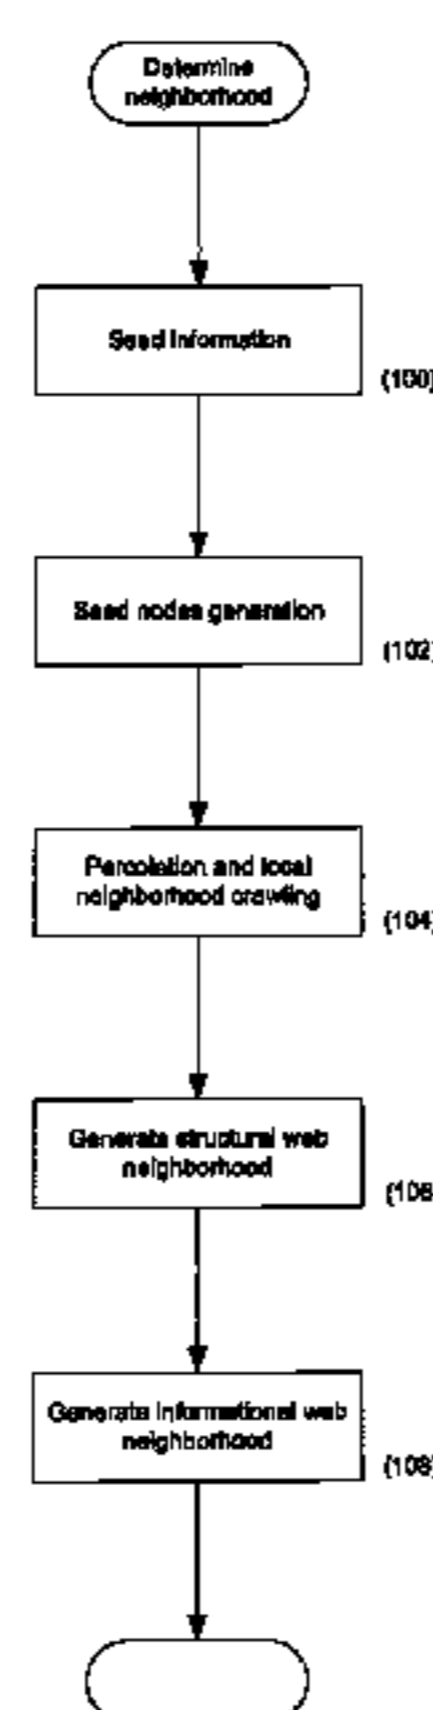 Determine
neighborhood
Seed information
(100)
Seed nodes generation
(102)
Percolation and local
neighborhood crawling
(104)
Generate structural web
neighborhood
(106
Generate informational web
neighborhood
(108)